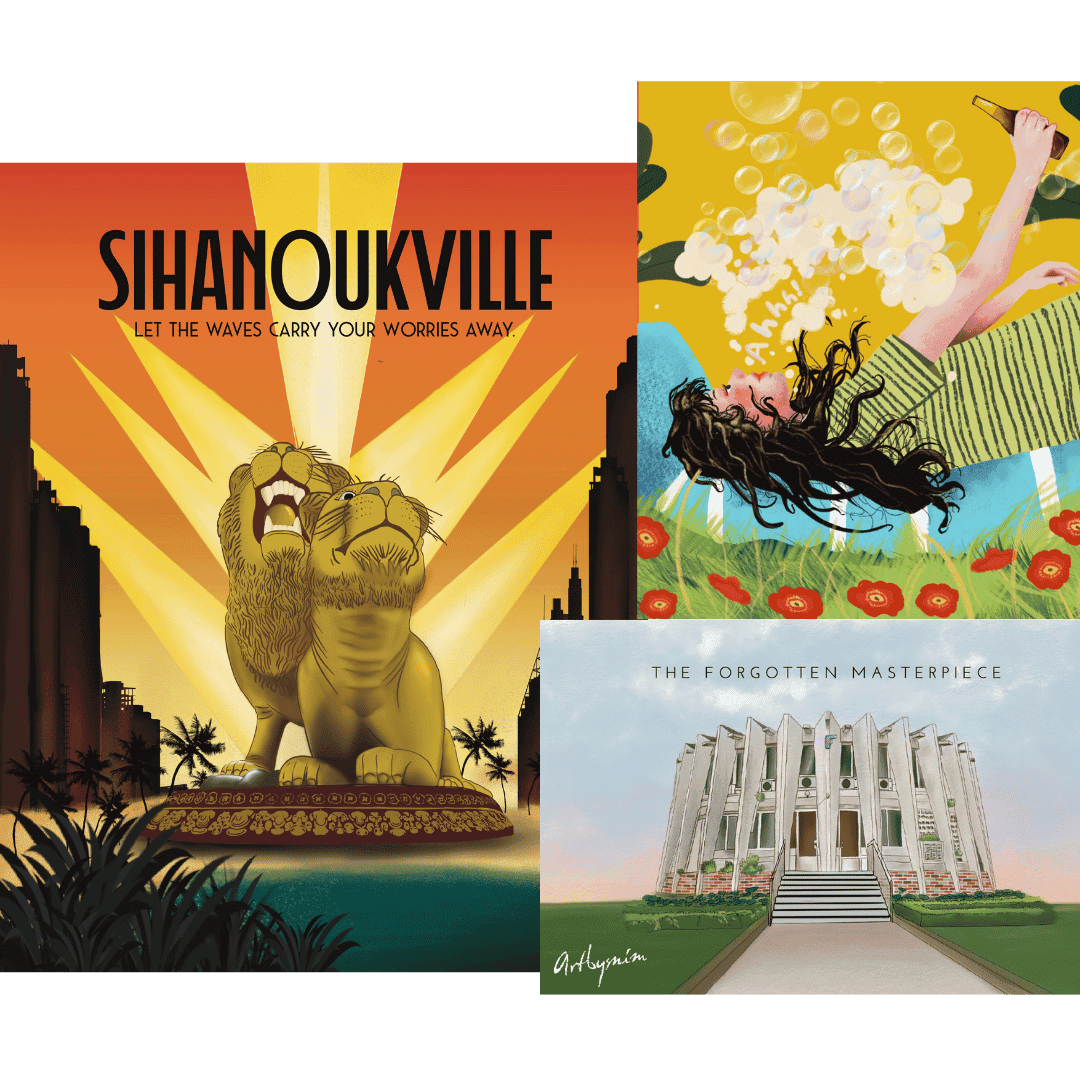 SIHANOUKVILLE
LET THE WAVES CARRY YOUR WORRIES AWAY.
Ahhh!
THE FORGOTTEN MASTERPIECE
Artbysnim